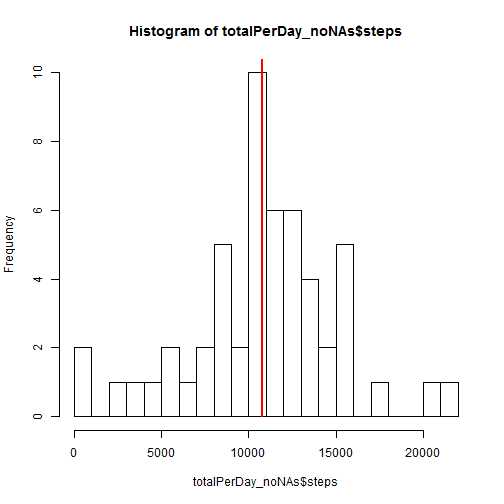 Histogram of totalPerDay_noNAs$steps
Frequency
10
8
6
4
2
0
0 5000 10000 15000 20000
totalPerDay_noNAs$steps